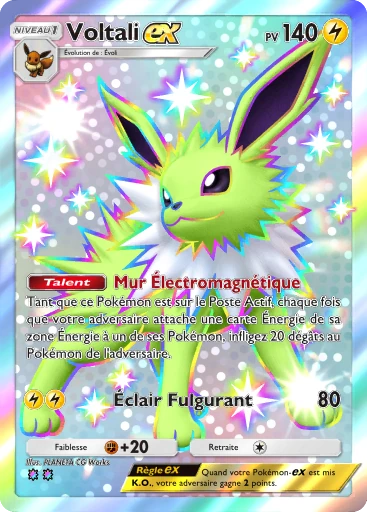 NIVEAU 1
Voltali ex
PV 140
Évolution de : Évoli
Talent Mur Électromagnétique
Tant que ce Pokémon est sur le Poste Actif, chaque fois
que votre adversaire attache une carte Énergie de sa
zone Énergie à un de ses Pokémon, infligez 20 dégâts au
Pokémon de l'adversaire.
Éclair Fulgurant 80
Faiblesse +20 Retraite
Illus. PLANETA CG Works
Règle ex Quand votre Pokémon-ex est mis
K.O., votre adversaire gagne 2 points.